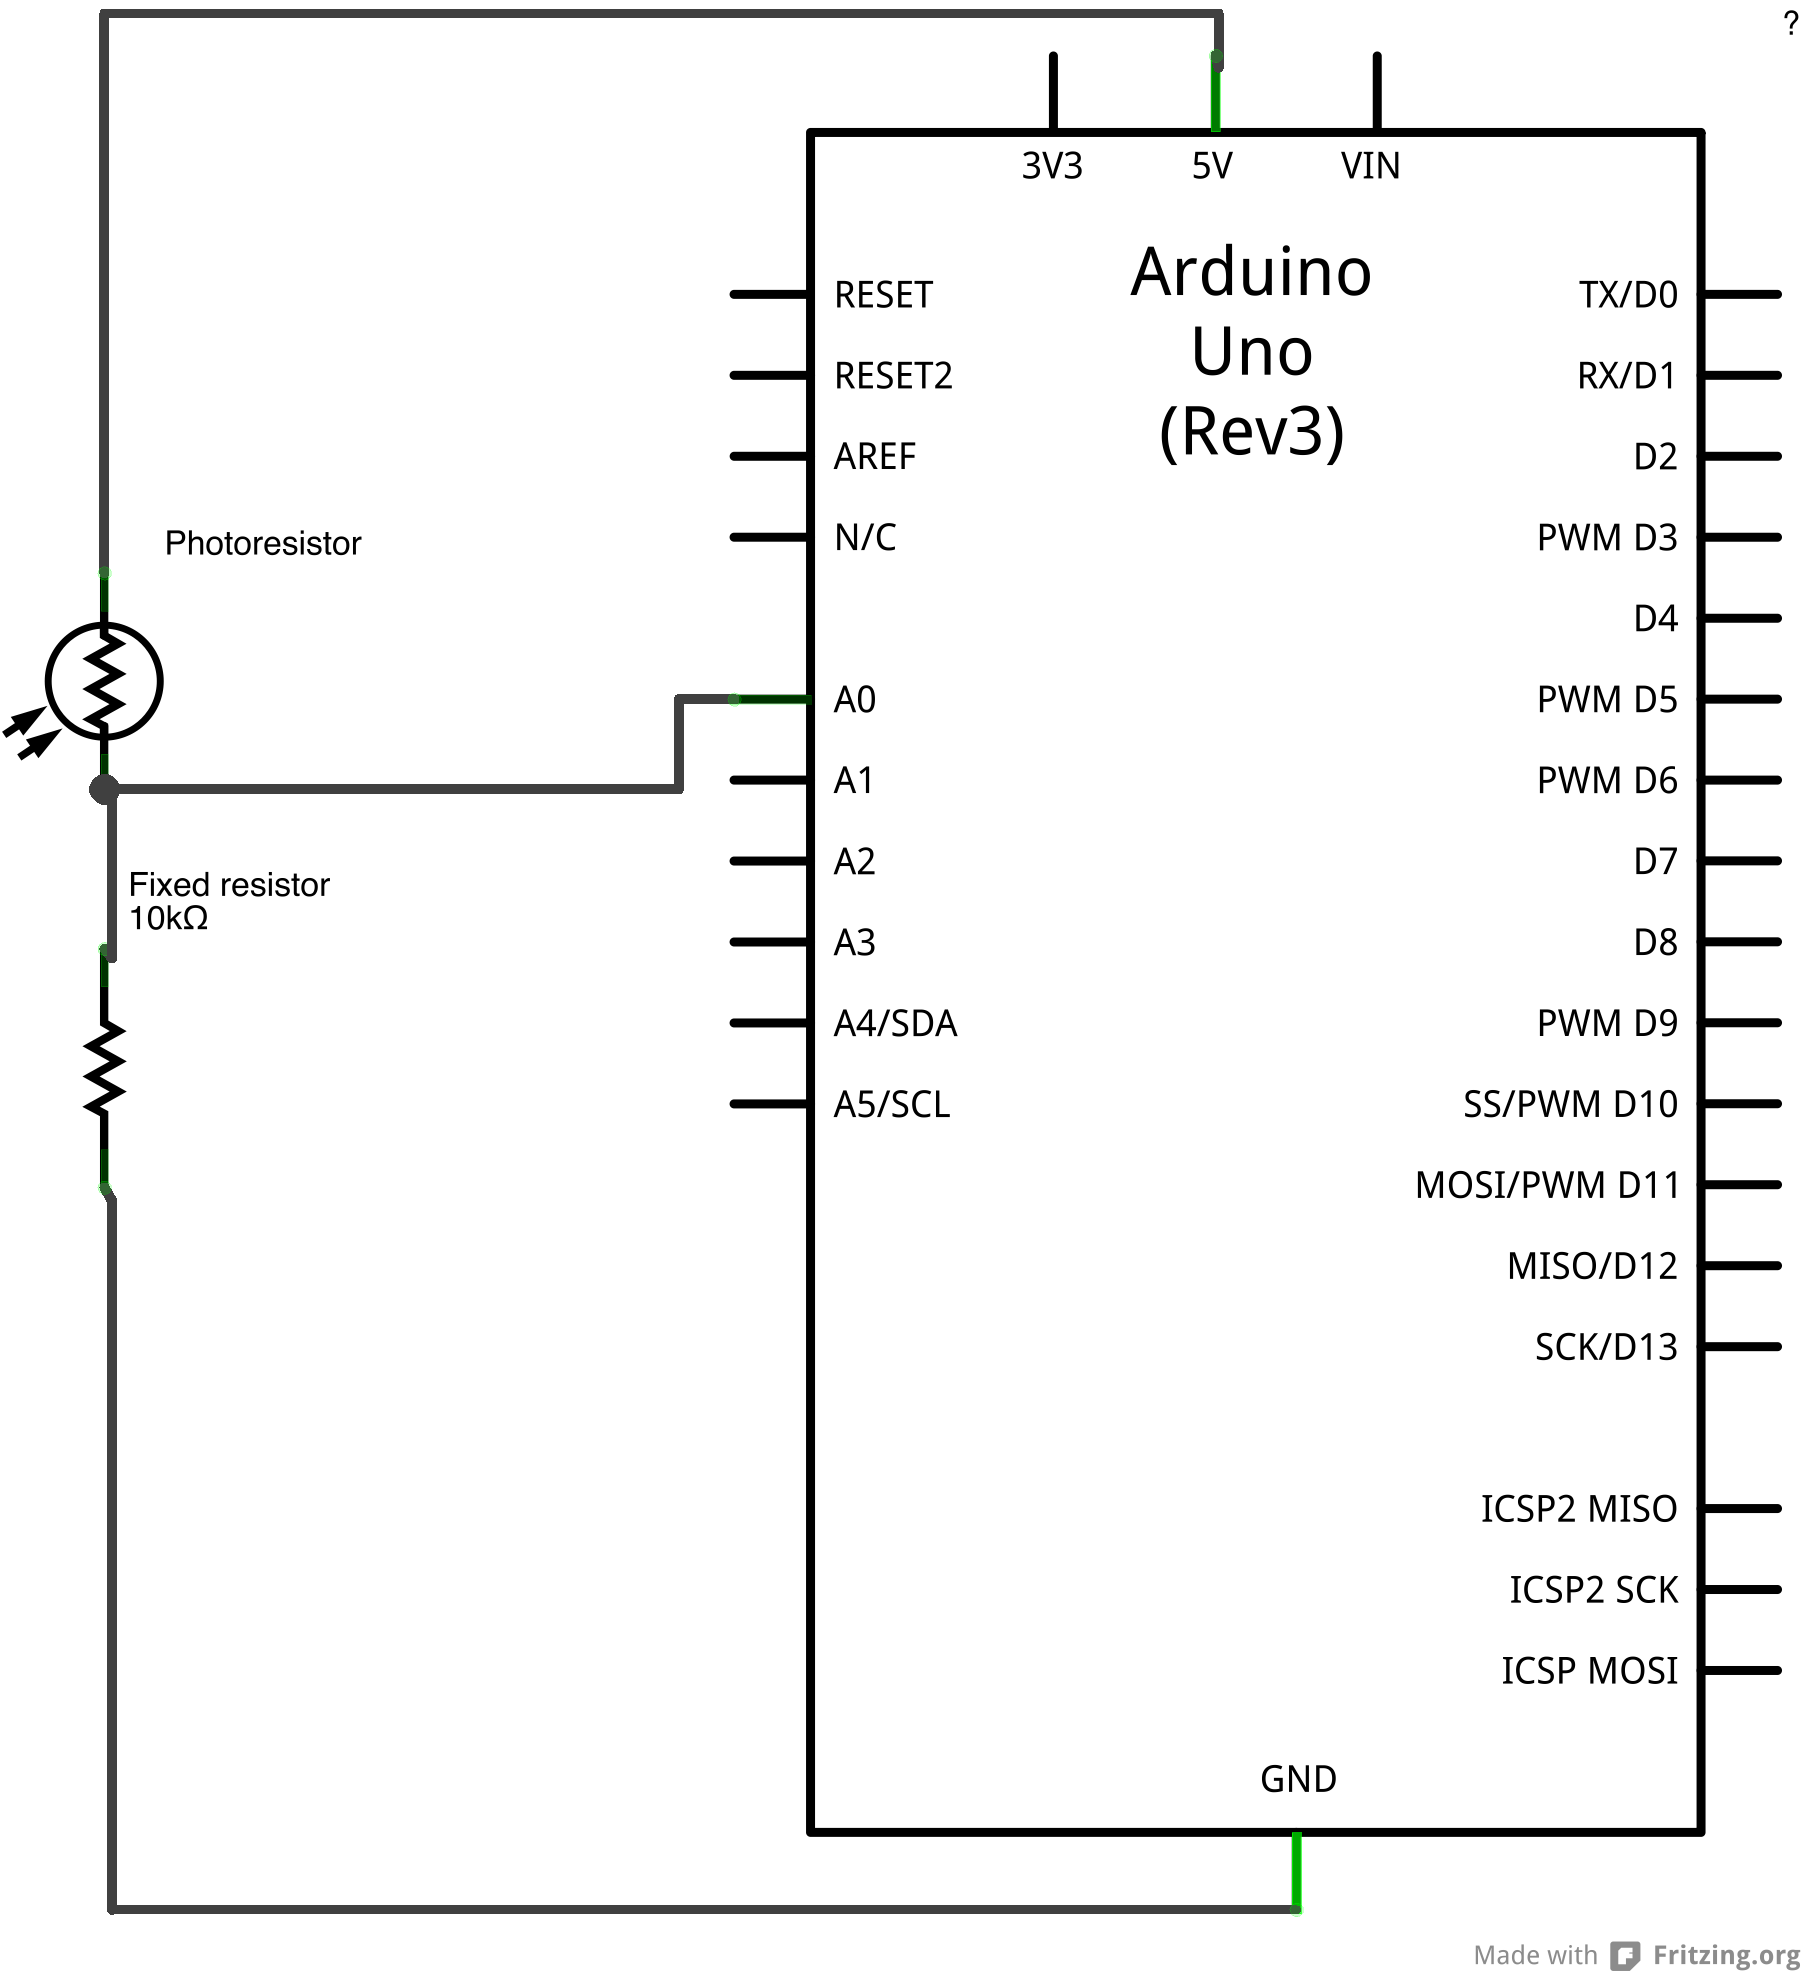 ?
3V3
5V
VIN
Arduino
Uno
(Rev3)
RESET
TX/D0
RESET2
RX/D1
AREF
D2
Photoresistor
N/C
PWM D3
D4
A0
PWM D5
A1
PWM D6
Fixed resistor
10kΩ
A2
D7
A3
D8
A4/SDA
PWM D9
A5/SCL
SS/PWM D10
MOSI/PWM D11
MISO/D12
SCK/D13
ICSP2 MISO
ICSP2 SCK
ICSP MOSI
GND
Made with Fritzing.org